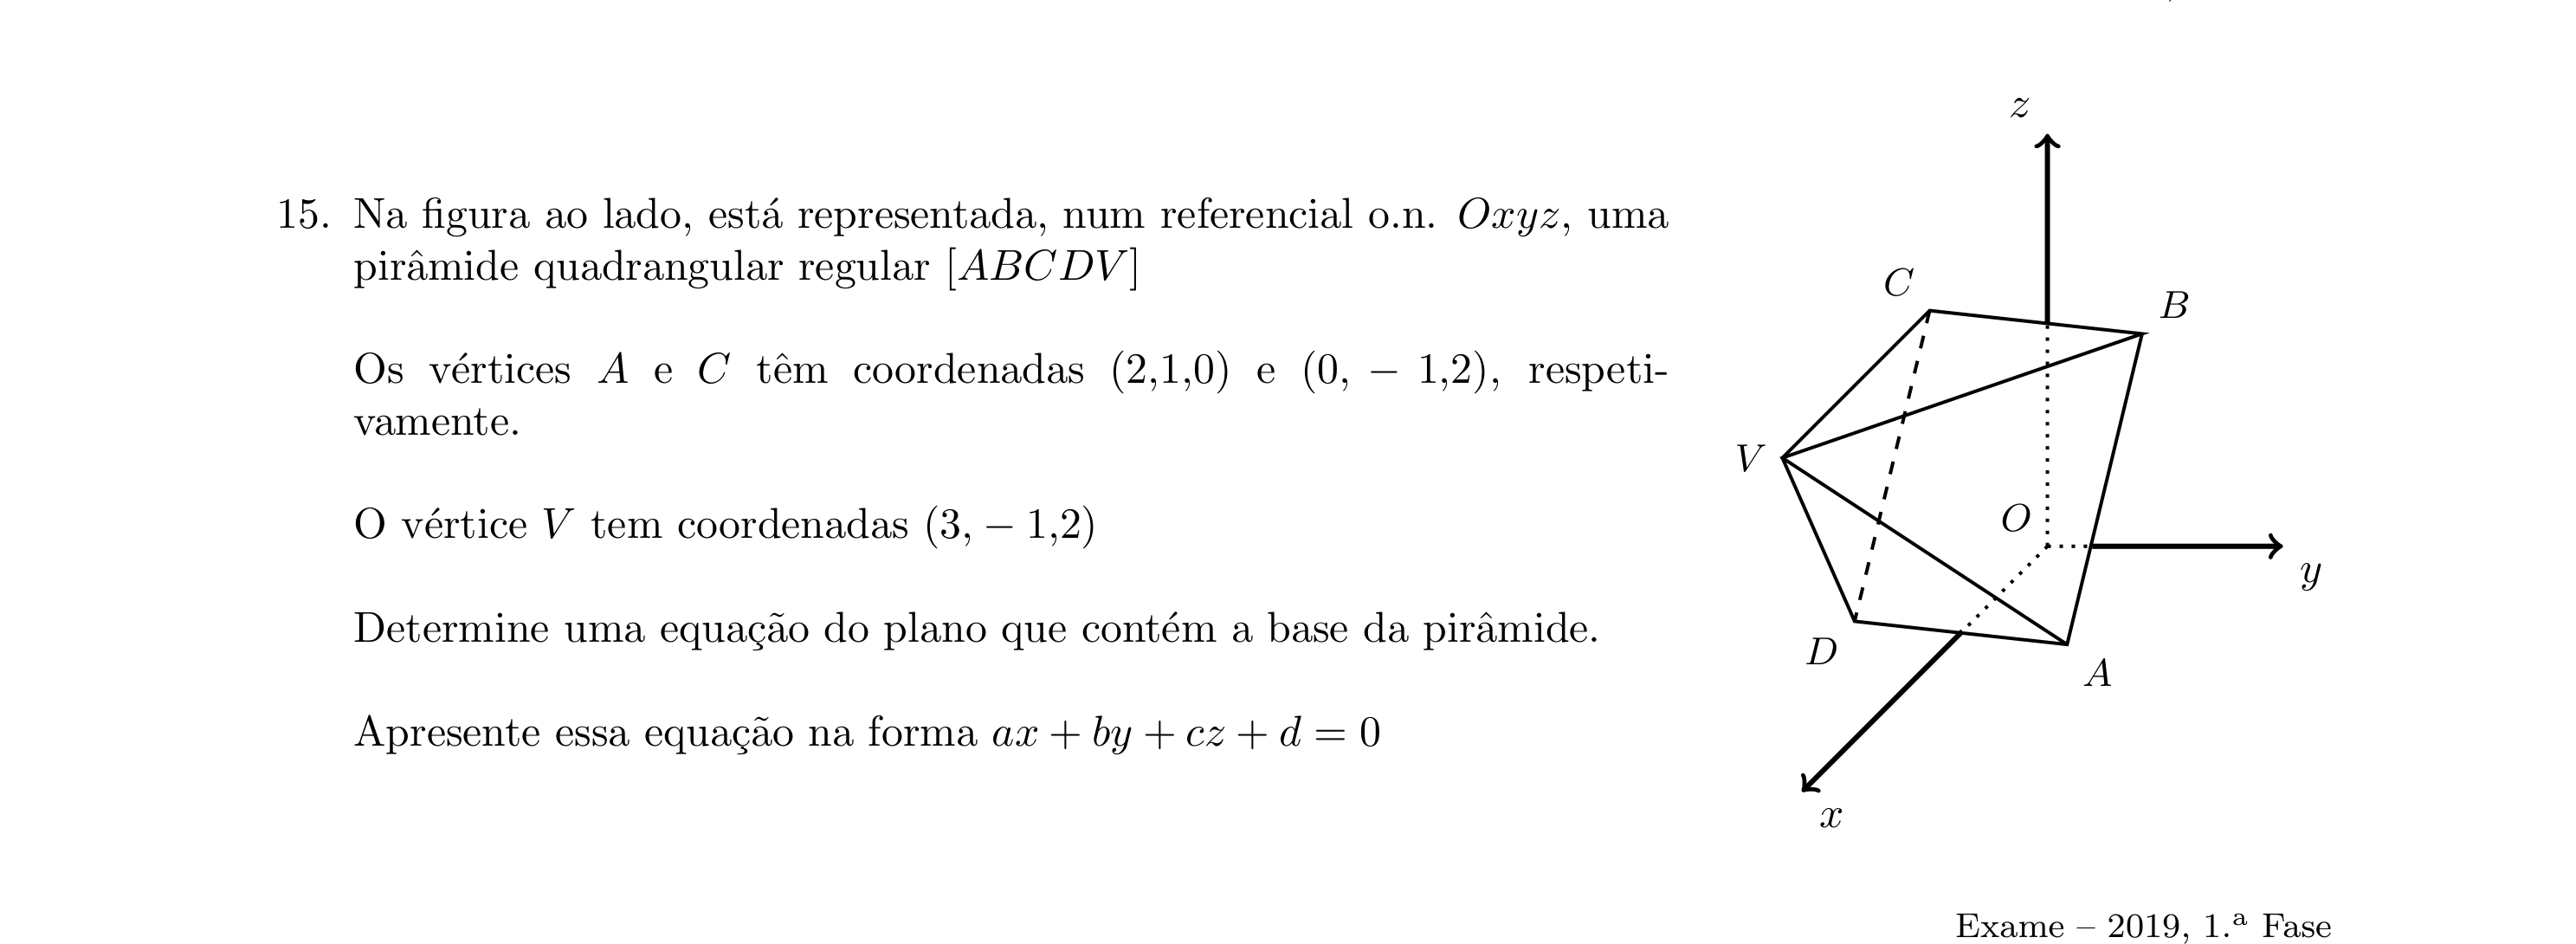 15. Na figura ao lado, está representada, num referencial o.n. Oxyz, uma
pirâmide quadrangular regular [ABCDV]
Os vértices A e C têm coordenadas (2,1,0) e (0, − 1,2), respeti-
vamente.
O vértice V tem coordenadas (3, − 1,2)
Determine uma equação do plano que contém a base da pirâmide.
Apresente essa equação na forma ax + by + cz + d = 0
z
C
B
V
O
y
D
A
x
Exame – 2019, 1.ª Fase